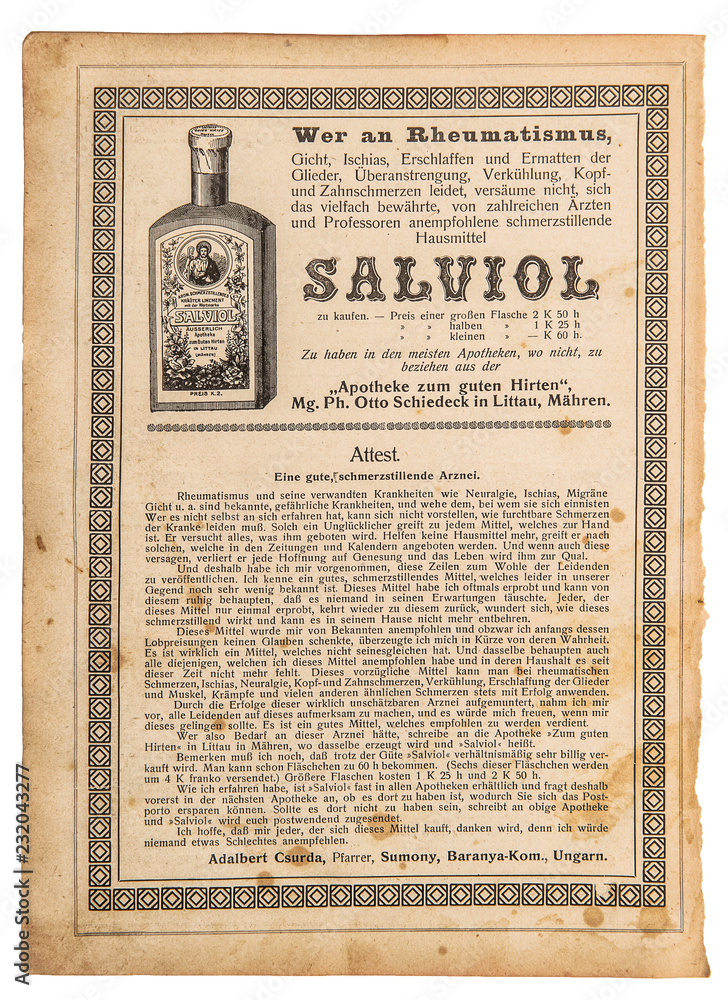 Wer an Rheumatismus,
Gicht, Ischias, Erschlaffen und Ermatten der
Glieder, Überanstrengung, Verkühlung, Kopf-
und Zahnschmerzen leidet, versäume nicht, sich
das vielfach bewährte, von zahlreichen Ärzten
und Professoren anempfohlene schmerzstillende
Hausmittel
SALVIOL
zu kaufen. — Preis einer großen Flasche 2 K 50 h
» » halben » 1 K 25 h
» » kleinen » — K 60 h.
Zu haben in den meisten Apotheken, wo nicht, zu
beziehen aus der
„Apotheke zum guten Hirten“,
Mg. Ph. Otto Schiedeck in Littau, Mähren.
SCHMERZSTILLENDES
KRÄUTER LINEMENT
mit der Wortmarke
SALVIOL
ÄUSSERLICH
Apotheke
zum Guten Hirten
IN LITTAU
(MÄHREN)
PREIS K.2.
Attest.
Eine gute, schmerzstillende Arznei.
Rheumatismus und seine verwandten Krankheiten wie Neuralgie, Ischias, Migräne
Gicht u. a. sind bekannte, gefährliche Krankheiten, und wehe dem, bei wem sie sich einnisten
Wer es nicht selbst an sich erfahren hat, kann sich nicht vorstellen, wie furchtbare Schmerzen
der Kranke leiden muß. Solch ein Unglücklicher greift zu jedem Mittel, welches zur Hand
ist. Er versucht alles, was ihm geboten wird. Helfen keine Hausmittel mehr, greift er nach
solchen, welche in den Zeitungen und Kalendern angeboten werden. Und wenn auch diese
versagen, verliert er jede Hoffnung auf Genesung und das Leben wird ihm zur Qual.
Und deshalb habe ich mir vorgenommen, diese Zeilen zum Wohle der Leidenden
zu veröffentlichen. Ich kenne ein gutes, schmerzstillendes Mittel, welches leider in unserer
Gegend noch sehr wenig bekannt ist. Dieses Mittel habe ich oftmals erprobt und kann von
diesem ruhig behaupten, daß es niemand in seinen Erwartungen täuschte. Jeder, der
dieses Mittel nur einmal erprobt, kehrt wieder zu diesem zurück, wundert sich, wie dieses
schmerzstillend wirkt und kann es in seinem Hause nicht mehr entbehren.
Dieses Mittel wurde mir von Bekannten anempfohlen und obzwar ich anfangs dessen
Lobpreisungen keinen Glauben schenkte, überzeugte ich mich in Kürze von deren Wahrheit.
Es ist wirklich ein Mittel, welches nicht seinesgleichen hat. Und dasselbe behaupten auch
alle diejenigen, welchen ich dieses Mittel anempfohlen habe und in deren Haushalt es seit
dieser Zeit nicht mehr fehlt. Dieses vorzügliche Mittel kann man bei rheumatischen
Schmerzen, Ischias, Neuralgie, Kopf- und Zahnschmerzen, Verkühlung, Erschlaffung der Glieder
und Muskel, Krämpfe und vielen anderen ähnlichen Schmerzen stets mit Erfolg anwenden.
Durch die Erfolge dieser wirklich unschätzbaren Arznei aufgemuntert, nahm ich mir
vor, alle Leidenden auf dieses aufmerksam zu machen, und es würde mich freuen, wenn mir
dieses gelingen sollte. Es ist ein gutes Mittel, welches empfohlen zu werden verdient.
Wer also Bedarf an dieser Arznei hätte, schreibe an die Apotheke »Zum guten
Hirten« in Littau in Mähren, wo dasselbe erzeugt wird und »Salviol« heißt.
Bemerken muß ich noch, daß trotz der Güte »Salviol« verhältnismäßig sehr billig ver-
kauft wird. Man kann schon Fläschchen zu 60 h bekommen. (Sechs dieser Fläschchen werden
um 4 K franko versendet.) Größere Flaschen kosten 1 K 25 h und 2 K 50 h.
Wie ich erfahren habe, ist »Salviol« fast in allen Apotheken erhältlich und fragt deshalb
vorerst in der nächsten Apotheke an, ob es dort zu haben ist, wodurch Sie sich das Post-
porto ersparen können. Sollte es dort nicht zu haben sein, schreibt an obige Apotheke
und »Salviol« wird euch postwendend zugesendet.
Ich hoffe, daß mir jeder, der sich dieses Mittel kauft, danken wird, denn ich würde
niemand etwas Schlechtes anempfehlen.
Adalbert Csurda, Pfarrer, Sumony, Baranya-Kom., Ungarn.
Adobe Stock | #232043277